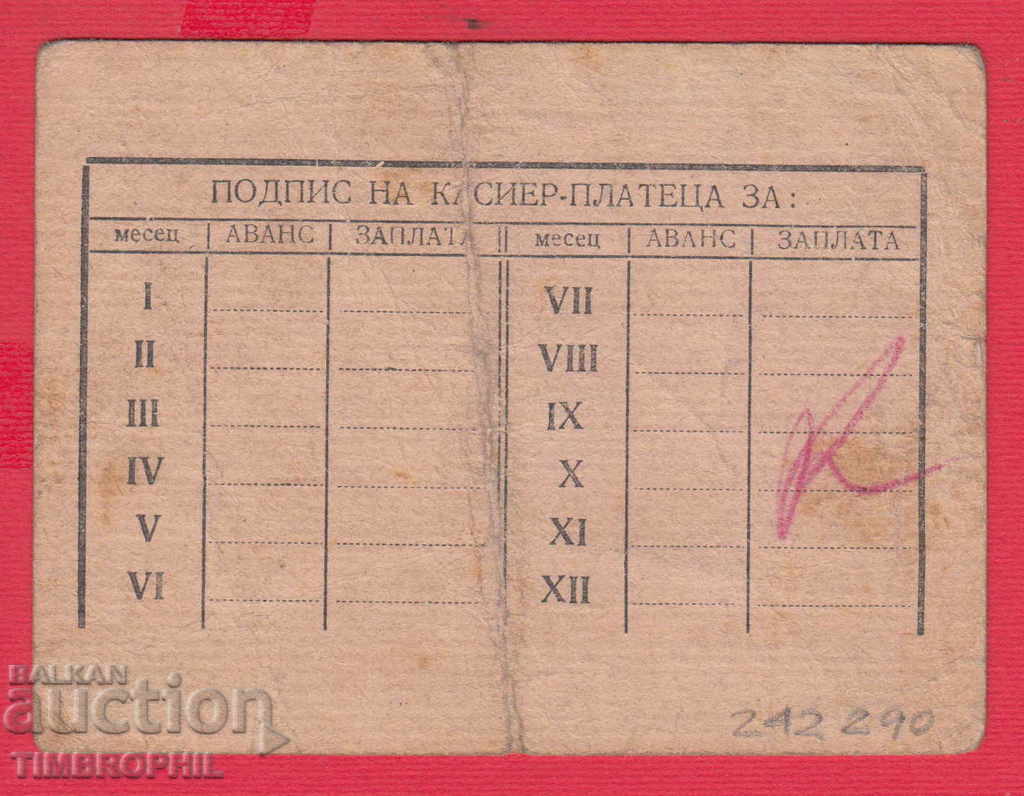 ПОДПИС НА КАСИЕР-ПЛАТЕЦА ЗА:
месец АВАНС ЗАПЛАТА месец АВАНС ЗАПЛАТА
I VII
II VIII
III IX
IV X
V XI
VI XII
242290
BALKAN
auction
TIMBROPHIL